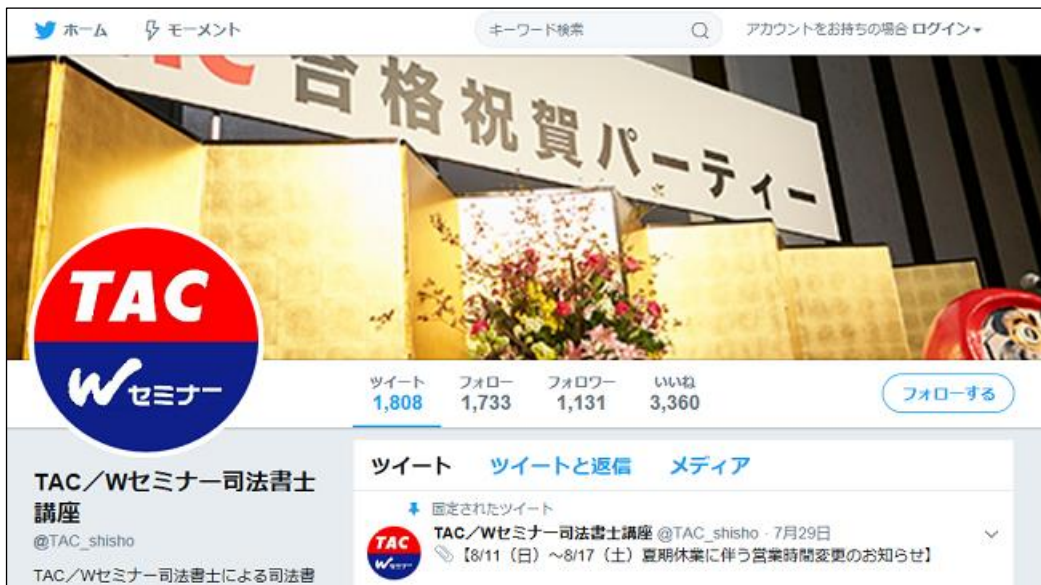 ホーム モーメント キーワード検索 アカウントをお持ちの場合 ログイン
TAC 合格祝賀パーティー
TAC
Wセミナー
ツイート フォロー フォロワー いいね
1,808 1,733 1,131 3,360
フォローする
TAC／Wセミナー司法書士
講座
@TAC_shisho
TAC／Wセミナー司法書士による司法書
ツイート ツイートと返信 メディア
固定されたツイート
TAC／Wセミナー司法書士講座 @TAC_shisho · 7月29日
【8/11（日）～8/17（土）夏期休業に伴う営業時間変更のお知らせ】
TAC
Wセミナー